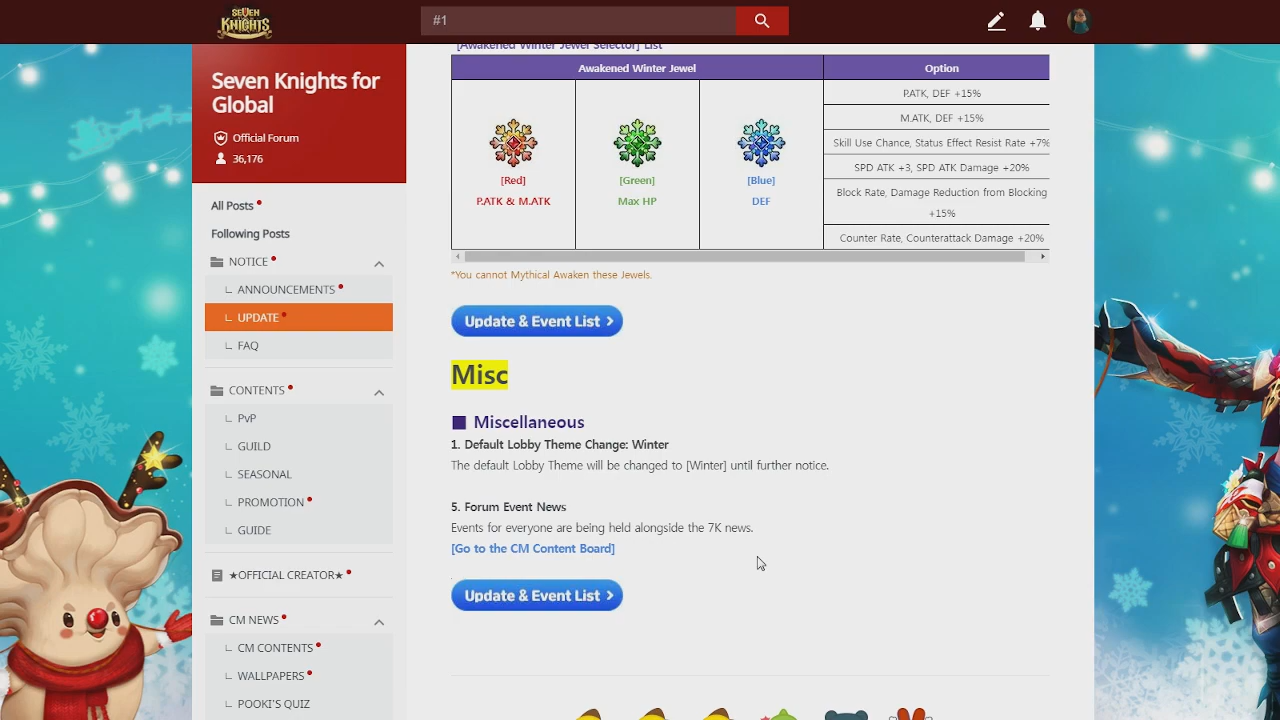 SEVEN
KNIGHTS
#1
Seven Knights for
Global
Official Forum
36,176
All Posts
Following Posts
NOTICE
ANNOUNCEMENTS
UPDATE
FAQ
CONTENTS
PvP
GUILD
SEASONAL
PROMOTION
GUIDE
★OFFICIAL CREATOR★
CM NEWS
CM CONTENTS
WALLPAPERS
POOKI'S QUIZ
[Awakened Winter Jewel Selector] List
Awakened Winter Jewel
Option
[Red]
P.ATK & M.ATK
[Green]
Max HP
[Blue]
DEF
P.ATK, DEF +15%
M.ATK, DEF +15%
Skill Use Chance, Status Effect Resist Rate +7%
SPD ATK +3, SPD ATK Damage +20%
Block Rate, Damage Reduction from Blocking
+15%
Counter Rate, Counterattack Damage +20%
*You cannot Mythical Awaken these Jewels.
Update & Event List >
Misc
■ Miscellaneous
1. Default Lobby Theme Change: Winter
The default Lobby Theme will be changed to [Winter] until further notice.
5. Forum Event News
Events for everyone are being held alongside the 7K news.
[Go to the CM Content Board]
Update & Event List >